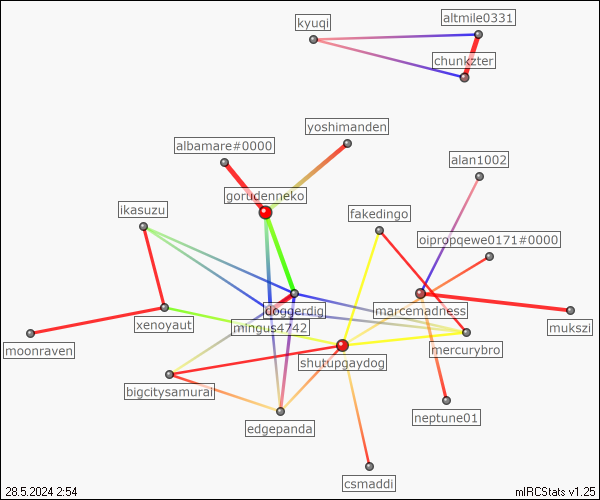 altmile0331
kyuqi
chunkzter
yoshimanden
albamare#0000
alan1002
gorudenneko
ikasuzu
fakedingo
oipropqewe0171#0000
doggerdig
marcemadness
mukszi
xenoyaut
mingus4742
moonraven
mercurybro
shutupgaydog
bigcitysamurai
neptune01
edgepanda
csmaddi
28.5.2024 2:54
mIRCStats v1.25